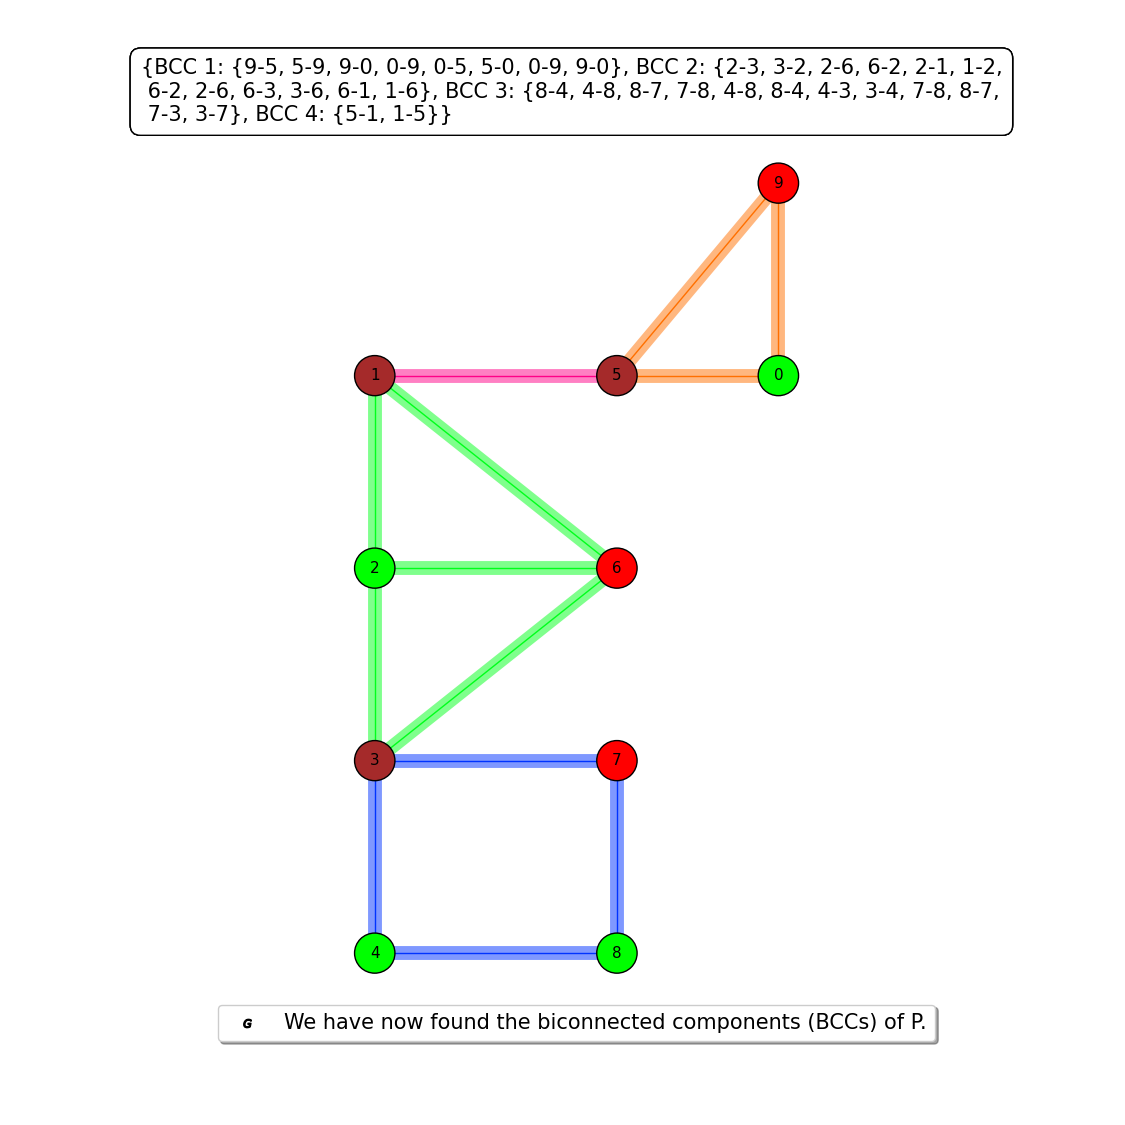 {BCC 1: {9-5, 5-9, 9-0, 0-9, 0-5, 5-0, 0-9, 9-0}, BCC 2: {2-3, 3-2, 2-6, 6-2, 2-1, 1-2,
6-2, 2-6, 6-3, 3-6, 6-1, 1-6}, BCC 3: {8-4, 4-8, 8-7, 7-8, 4-8, 8-4, 4-3, 3-4, 7-8, 8-7,
7-3, 3-7}, BCC 4: {5-1, 1-5}}
9
1
5
0
2
6
3
7
4
8
G We have now found the biconnected components (BCCs) of P.